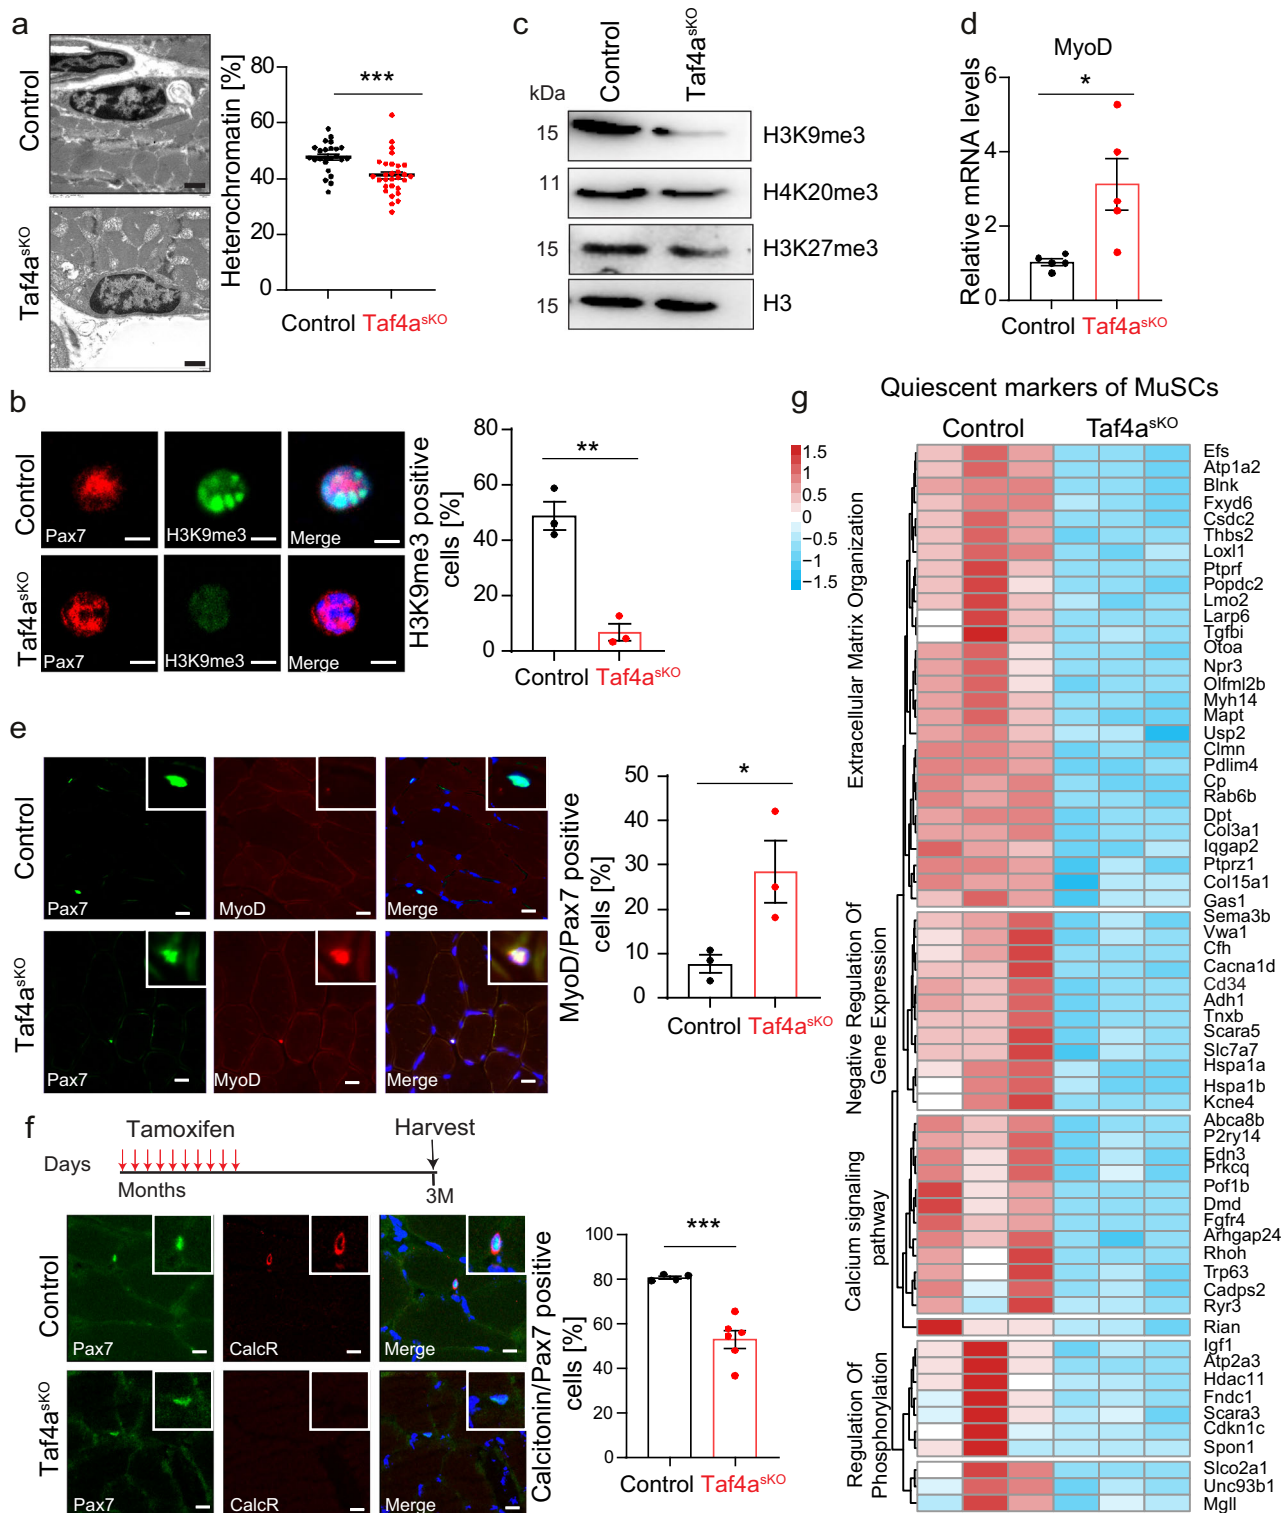 a
Control
Taf4a^sKO
Heterochromatin [%]
80
60
40
20
0
***
Control Taf4a^sKO
c
Control
Taf4a^sKO
kDa
15 H3K9me3
11 H4K20me3
15 H3K27me3
15 H3
d
MyoD
*
Relative mRNA levels
6
4
2
0
Control Taf4a^sKO
b
Control
Pax7
H3K9me3
Merge
Taf4a^sKO
Pax7
H3K9me3
Merge
H3K9me3 positive
cells [%]
80
60
40
20
0
**
Control Taf4a^sKO
e
Control
Pax7
MyoD
Merge
Taf4a^sKO
Pax7
MyoD
Merge
MyoD/Pax7 positive
cells [%]
50
40
30
20
10
0
*
Control Taf4a^sKO
f
Tamoxifen
Harvest
Days
Months
3M
Control
Pax7
CalcR
Merge
Taf4a^sKO
Pax7
CalcR
Merge
Calcitonin/Pax7 positive
cells [%]
100
80
60
40
20
0
***
Control Taf4a^sKO
g
Quiescent markers of MuSCs
Control
Taf4a^sKO
1.5
1
0.5
0
−0.5
−1
−1.5
Extracellular Matrix Organization
Efs
Atp1a2
Blnk
Fxyd6
Csdc2
Thbs2
Loxl1
Ptprf
Popdc2
Lmo2
Larp6
Tgfbi
Otoa
Npr3
Olfml2b
Myh14
Mapt
Usp2
Clmn
Pdlim4
Cp
Rab6b
Dpt
Col3a1
Iqgap2
Ptprz1
Col15a1
Gas1
Negative Regulation Of
Gene Expression
Sema3b
Vwa1
Cfh
Cacna1d
Cd34
Adh1
Tnxb
Scara5
Slc7a7
Hspa1a
Hspa1b
Kcne4
Calcium signaling
pathway
Abca8b
P2ry14
Edn3
Prkcq
Pof1b
Dmd
Fgfr4
Arhgap24
Rhoh
Trp63
Cadps2
Ryr3
Rian
Regulation Of
Phosphorylation
Igf1
Atp2a3
Hdac11
Fndc1
Scara3
Cdkn1c
Spon1
Slco2a1
Unc93b1
Mgll